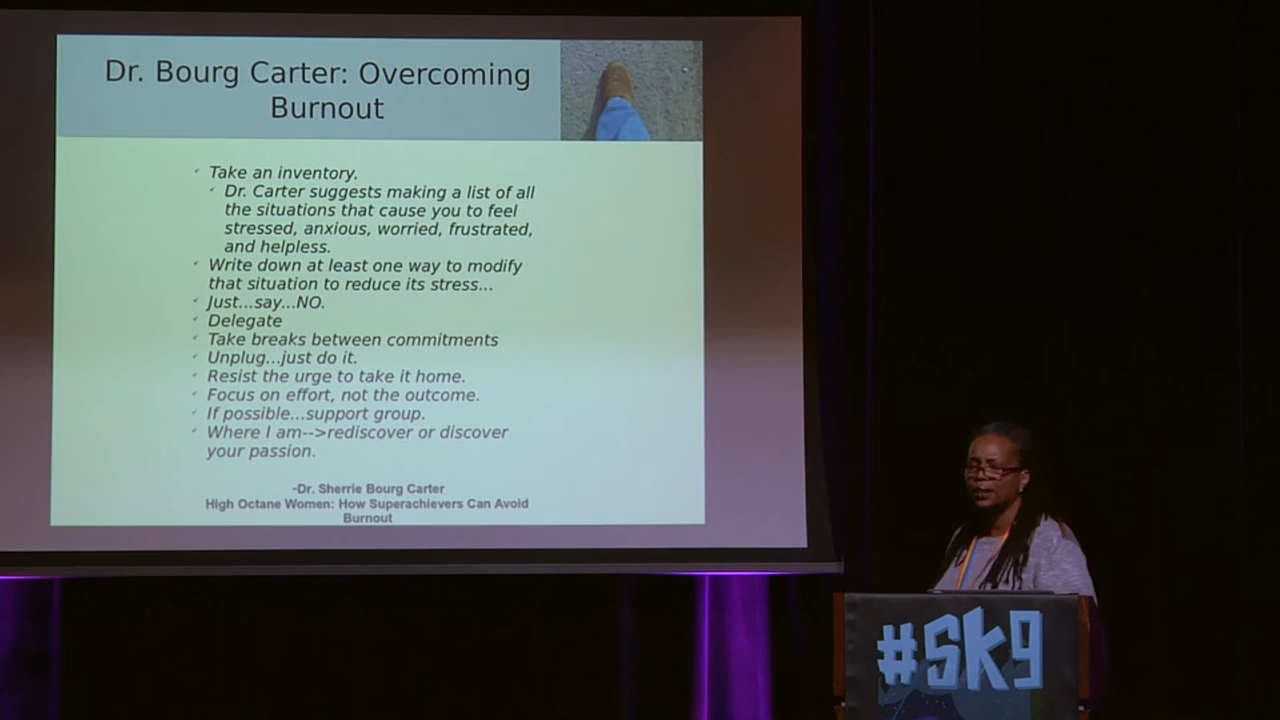 Dr. Bourg Carter: Overcoming
Burnout
Take an inventory.
Dr. Carter suggests making a list of all
the situations that cause you to feel
stressed, anxious, worried, frustrated,
and helpless.
Write down at least one way to modify
that situation to reduce its stress...
Just...say...NO.
Delegate
Take breaks between commitments
Unplug...just do it.
Resist the urge to take it home.
Focus on effort, not the outcome.
If possible...support group.
Where I am-->rediscover or discover
your passion.
-Dr. Sherrie Bourg Carter
High Octane Women: How Superachievers Can Avoid
Burnout
#sk9